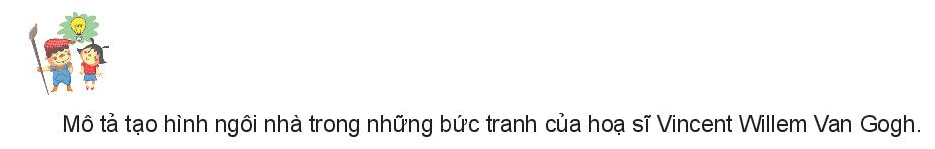 Mô tả tạo hình ngôi nhà trong những bức tranh của hoạ sĩ Vincent Willem Van Gogh.